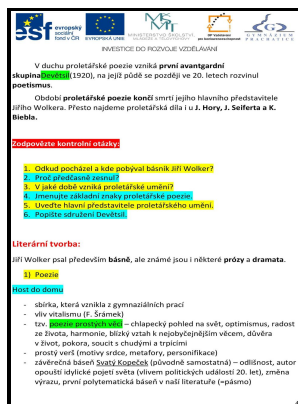 esf evropský sociální fond v ČR EVROPSKÁ UNIE MINISTERSTVO ŠKOLSTVÍ, GYMNÁZIUM PRACHATICE
INVESTICE DO ROZVOJE VZDĚLÁVÁNÍ
V duchu proletářské poezie vzniká první avantgardní
skupinaDevětsil(1920), na jejíž půdě se později ve 20. letech rozvinul
poetismus.
Období proletářské poezie končí smrtí jejího hlavního představitele
Jiřího Wolkera. Přesto najdeme proletářská díla i u J. Hory, J. Seiferta a K.
Biebla.
Zodpovězte kontrolní otázky:
1. Odkud pocházel a kde pobýval básník Jiří Wolker?
2. Proč předčasně zesnul?
3. V jaké době vzniká proletářské umění?
4. Jmenujte základní znaky proletářské poezie.
5. Uveďte hlavní představitele proletářského umění.
6. Popište sdružení Devětsil.
Literární tvorba:
Jiří Wolker psal především básně, ale známé jsou i některé prózy a dramata.
1) Poezie
Host do domu
- sbírka, která vznikla z gymnaziálních prací
- vliv vitalismu (F. Šrámek)
- tzv. poezie prostých věcí – chlapecký pohled na svět, optimismus, radost
ze života, harmonie, blízký vztah k nejobyčejnějším věcem, důvěra
v život, pokora, soucit s chudými a trpícími
- prostý verš (motivy srdce, metafory, personifikace)
- závěrečná báseň Svatý Kopeček (původně samostatná) – odlišnost, autor
opouští idylické pojetí světa (vlivem politických událostí 20. let), změna
výrazu, první polytematická báseň v naší literatuře (=pásmo)
4